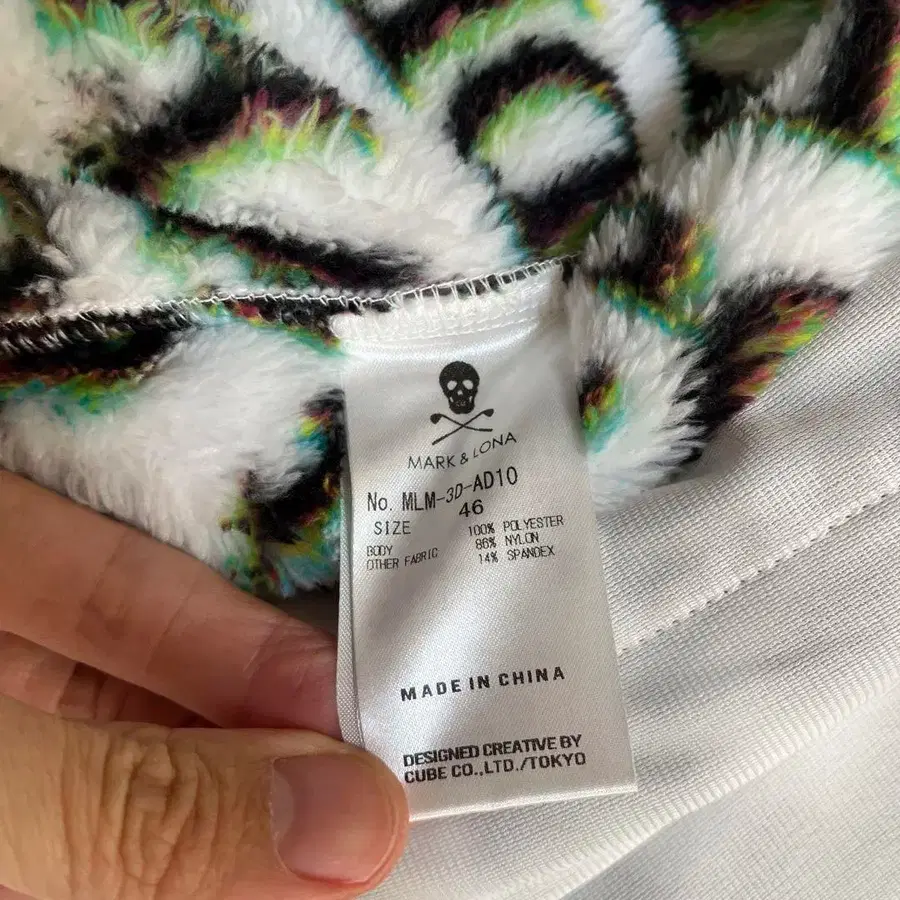 MARK & LONA
No. MLM-3D-AD10
SIZE 46
BODY 100% POLYESTER
OTHER FABRIC 86% NYLON
14% SPANDEX
MADE IN CHINA
DESIGNED CREATIVE BY
CUBE CO.,LTD./TOKYO